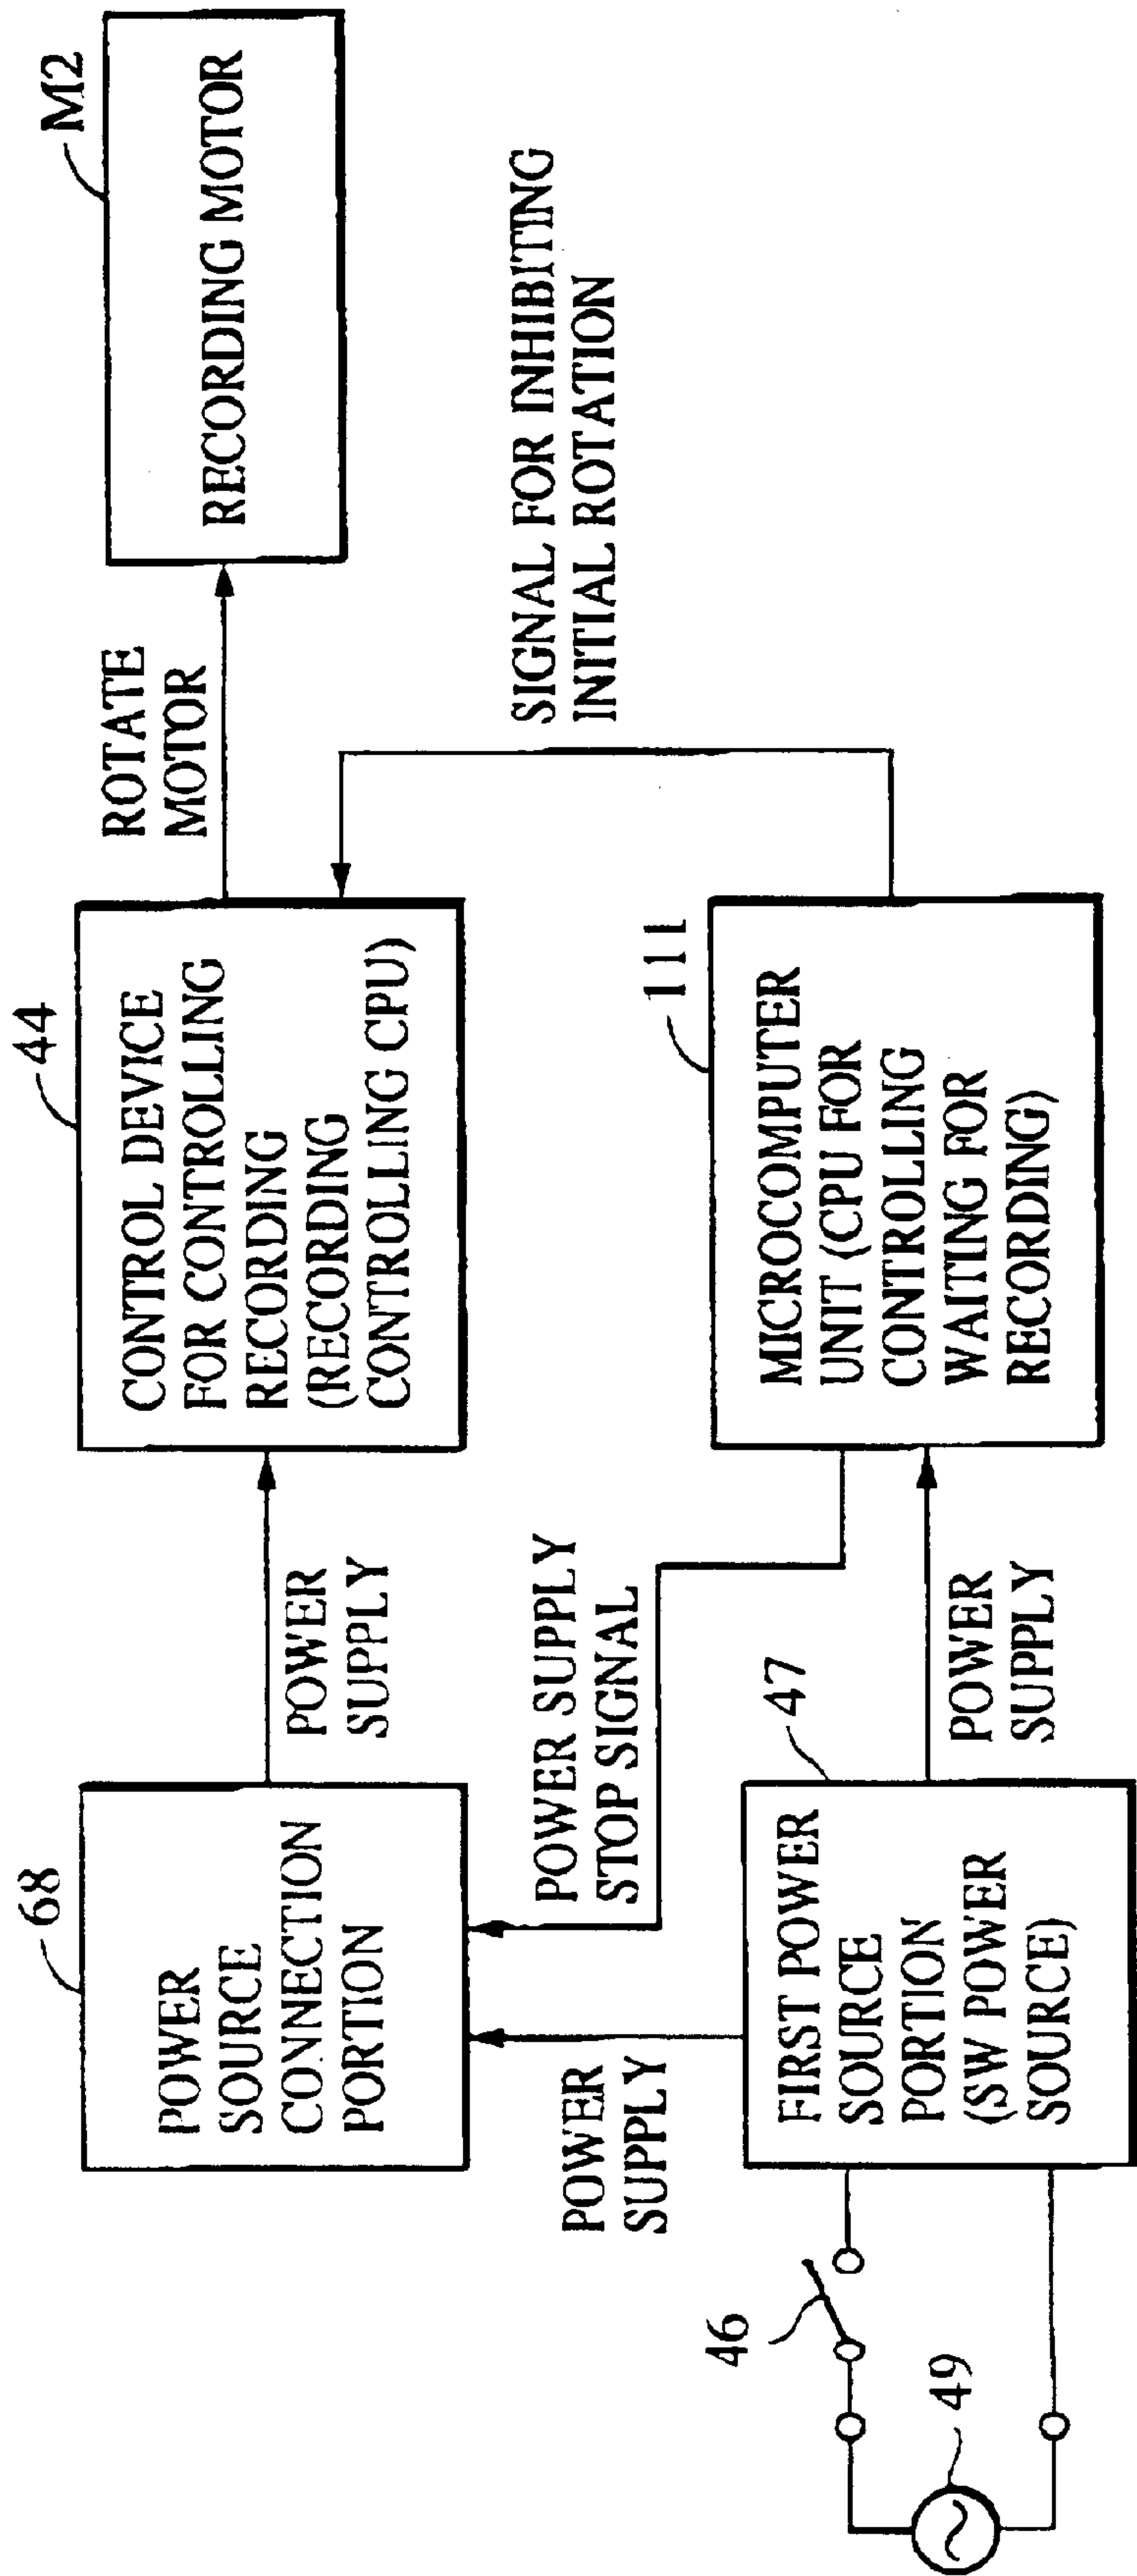 68
POWER
SOURCE
CONNECTION
PORTION
POWER
SUPPLY
44
CONTROL DEVICE
FOR CONTROLLING
RECORDING
(RECORDING
CONTROLLING CPU)
ROTATE
MOTOR
M2
RECORDING MOTOR
POWER
SUPPLY
POWER SUPPLY
STOP SIGNAL
SIGNAL FOR INHIBITING
INITIAL ROTATION
46
49
47
FIRST POWER
SOURCE
PORTION
(SW POWER
SOURCE)
POWER
SUPPLY
111
MICROCOMPUTER
UNIT (CPU FOR
CONTROLLING
WAITING FOR
RECORDING)